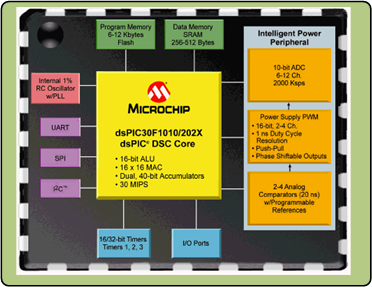 Program Memory
6-12 Kbytes
Flash
Data Memory
SRAM
256-512 Bytes
Intelligent Power
Peripheral
Internal 1%
RC Oscillator
w/PLL
UART
SPI
I²C™
MICROCHIP
dsPIC30F1010/202X
dsPIC® DSC Core
• 16-bit ALU
• 16 x 16 MAC
• Dual, 40-bit Accumulators
• 30 MIPS
10-bit ADC
6-12 Ch.
2000 Ksps
Power Supply PWM
• 16-bit, 2-4 Ch.
• 1 ns Duty Cycle
Resolution
• Push-Pull
• Phase Shiftable Outputs
2-4 Analog
Comparators (20 ns)
w/Programmable
References
16/32-bit Timers
Timers 1, 2, 3
I/O Ports